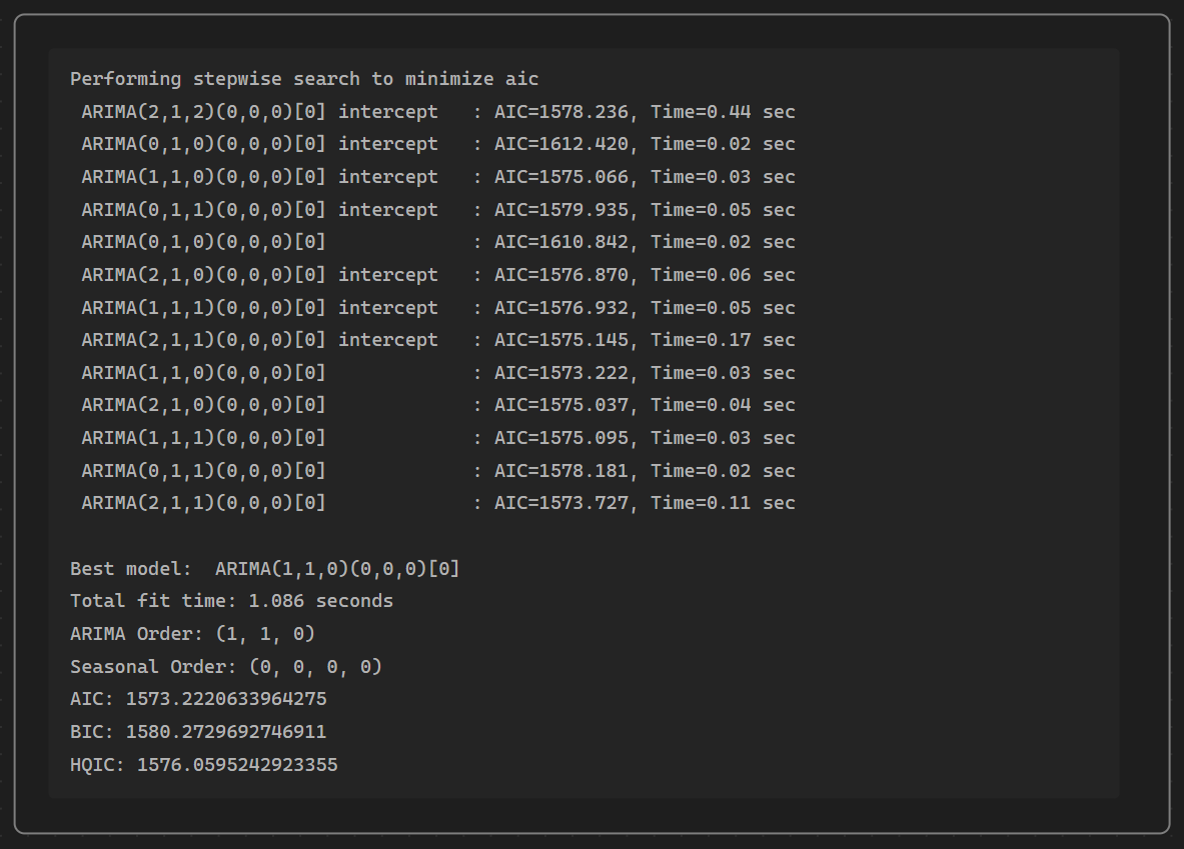 Performing stepwise search to minimize aic
 ARIMA(2,1,2)(0,0,0)[0] intercept   : AIC=1578.236, Time=0.44 sec
 ARIMA(0,1,0)(0,0,0)[0] intercept   : AIC=1612.420, Time=0.02 sec
 ARIMA(1,1,0)(0,0,0)[0] intercept   : AIC=1575.066, Time=0.03 sec
 ARIMA(0,1,1)(0,0,0)[0] intercept   : AIC=1579.935, Time=0.05 sec
 ARIMA(0,1,0)(0,0,0)[0]             : AIC=1610.842, Time=0.02 sec
 ARIMA(2,1,0)(0,0,0)[0] intercept   : AIC=1576.870, Time=0.06 sec
 ARIMA(1,1,1)(0,0,0)[0] intercept   : AIC=1576.932, Time=0.05 sec
 ARIMA(2,1,1)(0,0,0)[0] intercept   : AIC=1575.145, Time=0.17 sec
 ARIMA(1,1,0)(0,0,0)[0]             : AIC=1573.222, Time=0.03 sec
 ARIMA(2,1,0)(0,0,0)[0]             : AIC=1575.037, Time=0.04 sec
 ARIMA(1,1,1)(0,0,0)[0]             : AIC=1575.095, Time=0.03 sec
 ARIMA(0,1,1)(0,0,0)[0]             : AIC=1578.181, Time=0.02 sec
 ARIMA(2,1,1)(0,0,0)[0]             : AIC=1573.727, Time=0.11 sec

Best model:  ARIMA(1,1,0)(0,0,0)[0]
Total fit time: 1.086 seconds
ARIMA Order: (1, 1, 0)
Seasonal Order: (0, 0, 0, 0)
AIC: 1573.2220633964275
BIC: 1580.2729692746911
HQIC: 1576.0595242923355